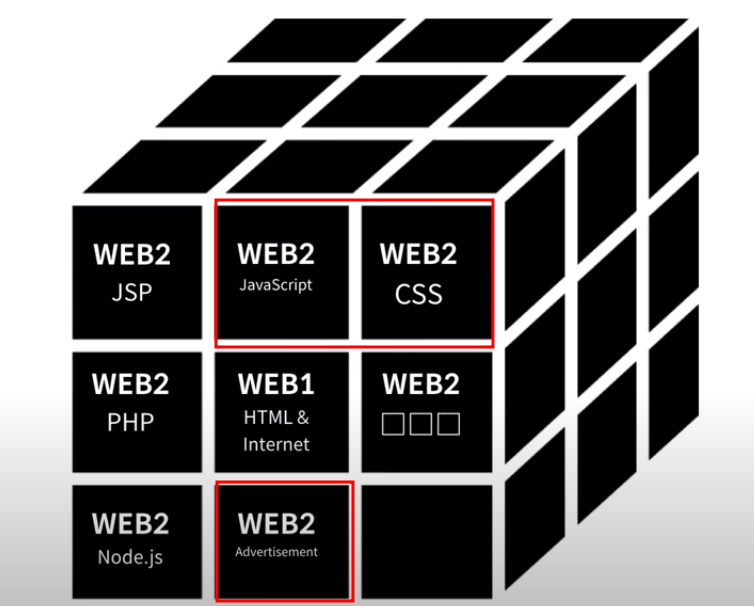 WEB2
JSP
WEB2
JavaScript
WEB2
CSS
WEB2
PHP
WEB1
HTML &
Internet
WEB2
□□□
WEB2
Node.js
WEB2
Advertisement